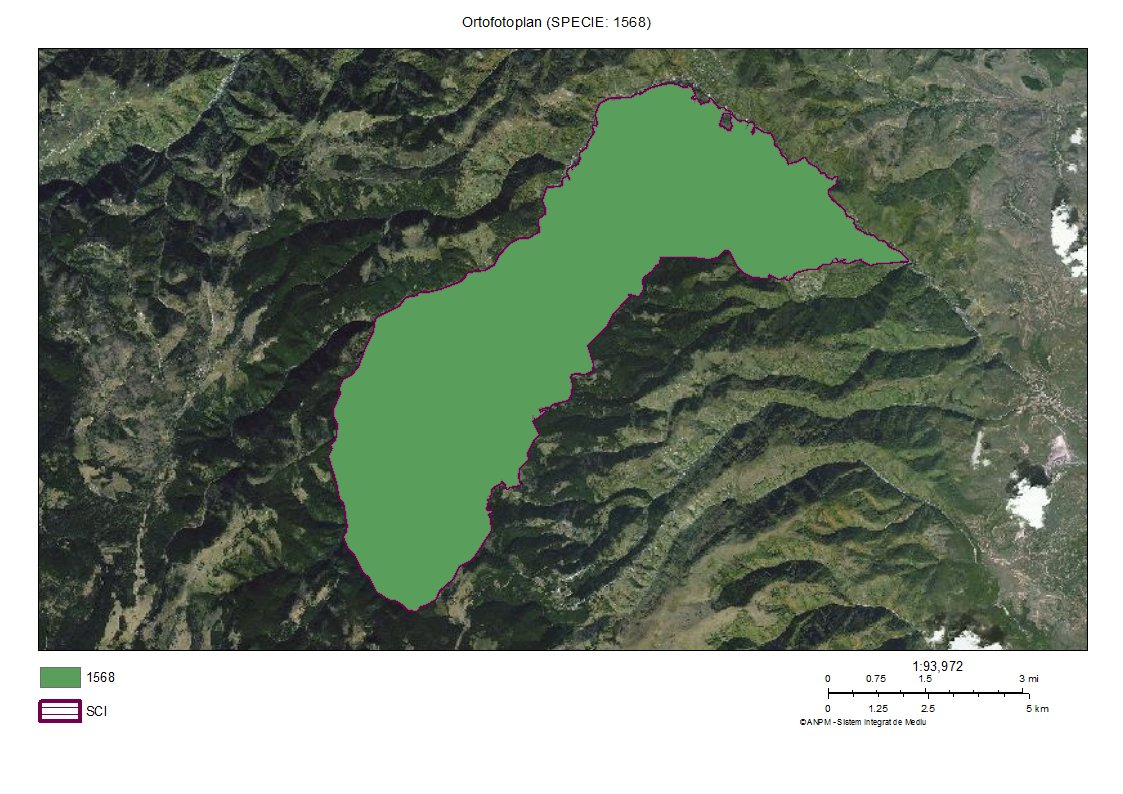 Ortofotoplan (SPECIE: 1568)
1568
SCI
1:93,972
0 0.75 1.5 3 mi
0 1.25 2.5 5 km
©ANPM - Sistem Integrat de Mediu